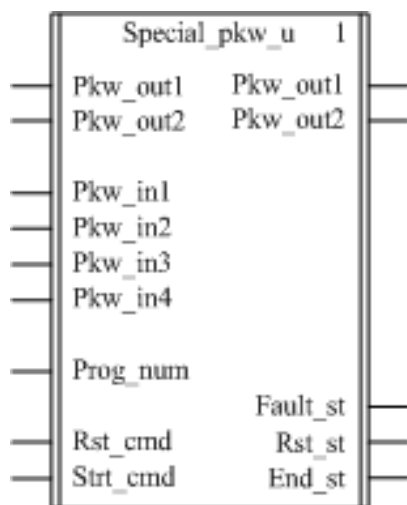 Special_pkw_u 1
Pkw_out1 Pkw_out1
Pkw_out2 Pkw_out2
Pkw_in1
Pkw_in2
Pkw_in3
Pkw_in4
Prog_num
Fault_st
Rst_cmd Rst_st
Strt_cmd End_st